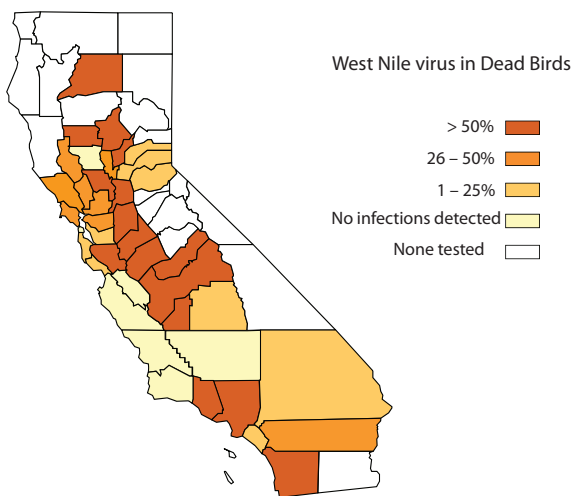 West Nile virus in Dead Birds
> 50%
26 – 50%
1 – 25%
No infections detected
None tested